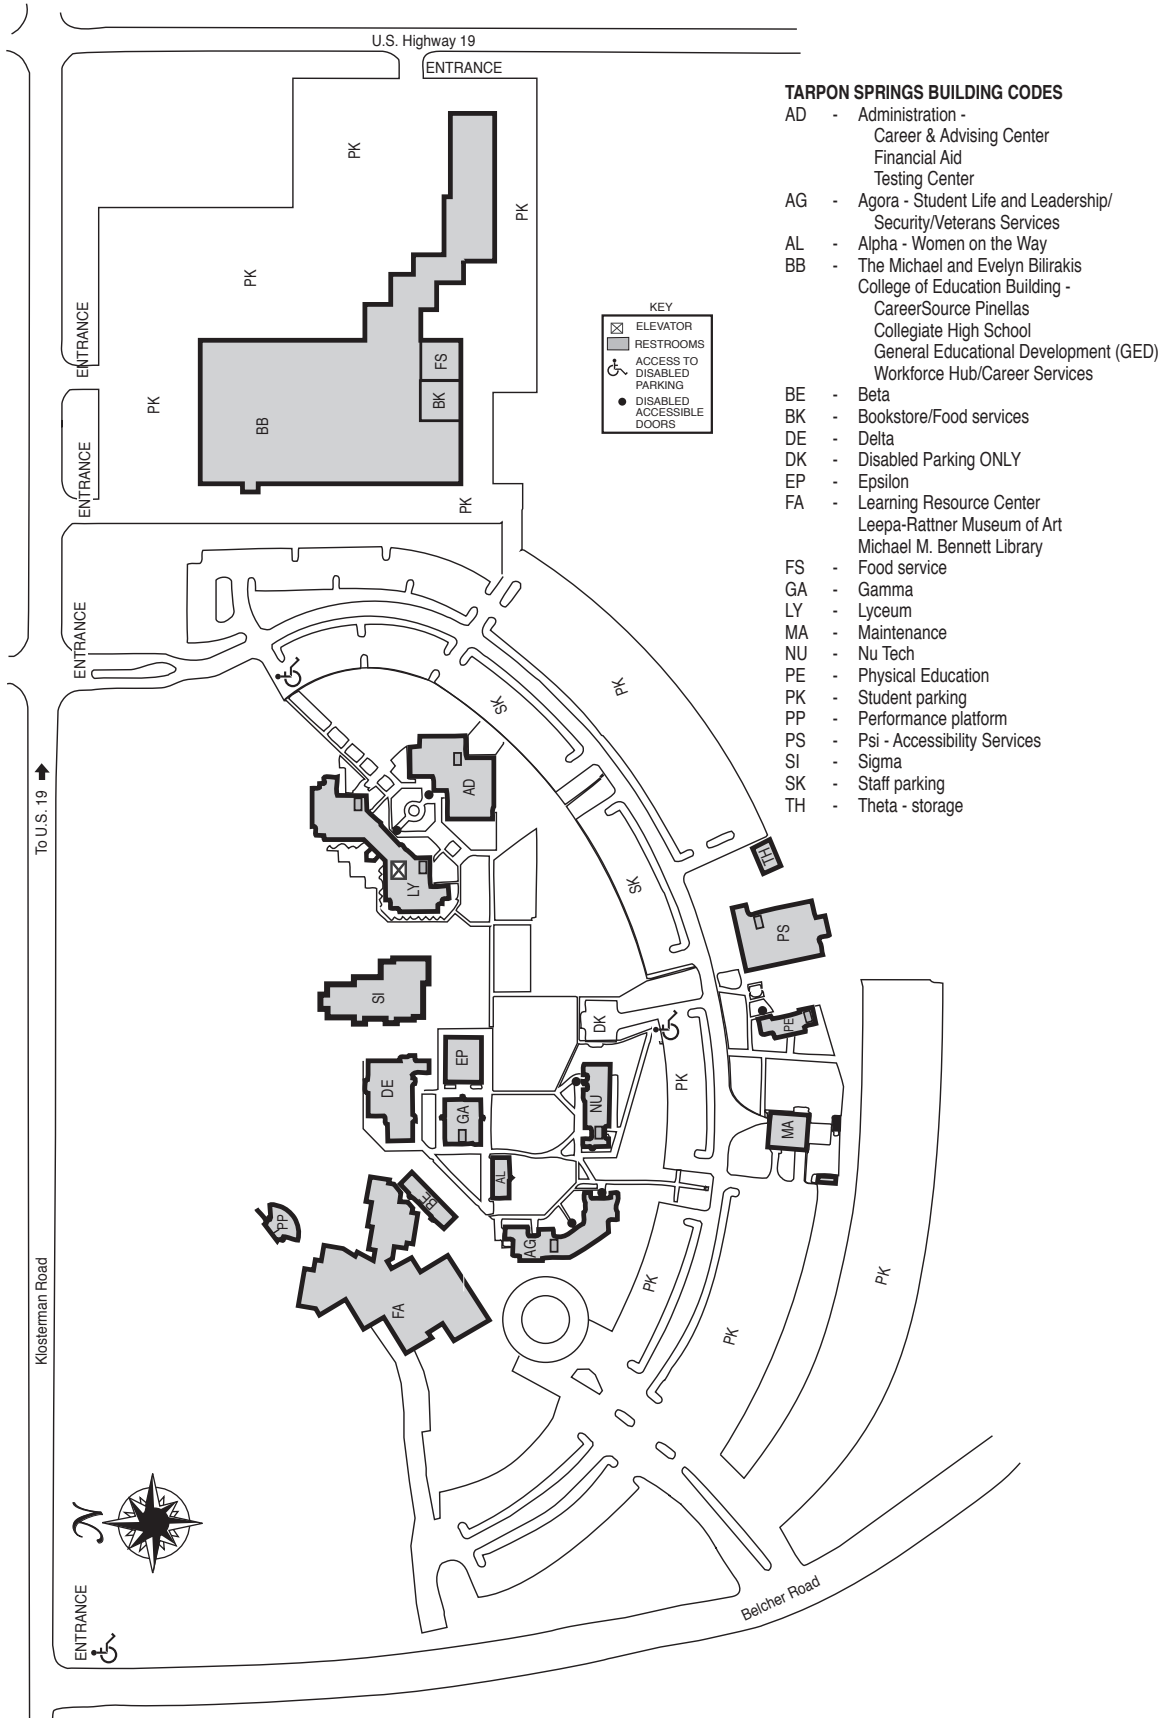 U.S. Highway 19
ENTRANCE
PK
PK
PK
ENTRANCE
PK
FS
BK
BB
ENTRANCE
PK
KEY
ELEVATOR
RESTROOMS
ACCESS TO
DISABLED
PARKING
DISABLED
ACCESSIBLE
DOORS
TARPON SPRINGS BUILDING CODES
AD - Administration -
Career & Advising Center
Financial Aid
Testing Center
AG - Agora - Student Life and Leadership/
Security/Veterans Services
AL - Alpha - Women on the Way
BB - The Michael and Evelyn Bilirakis
College of Education Building -
CareerSource Pinellas
Collegiate High School
General Educational Development (GED)
Workforce Hub/Career Services
BE - Beta
BK - Bookstore/Food services
DE - Delta
DK - Disabled Parking ONLY
EP - Epsilon
FA - Learning Resource Center
Leepa-Rattner Museum of Art
Michael M. Bennett Library
FS - Food service
GA - Gamma
LY - Lyceum
MA - Maintenance
NU - Nu Tech
PE - Physical Education
PK - Student parking
PP - Performance platform
PS - Psi - Accessibility Services
SI - Sigma
SK - Staff parking
TH - Theta - storage
ENTRANCE
PK
SK
AD
To U.S. 19
TH
SK
LY
PS
SI
DK
PE
EP
DE
PK
NU
GA
MA
AL
BE
PP
AG
PK
PK
FA
PK
Klosterman Road
N
ENTRANCE
Belcher Road